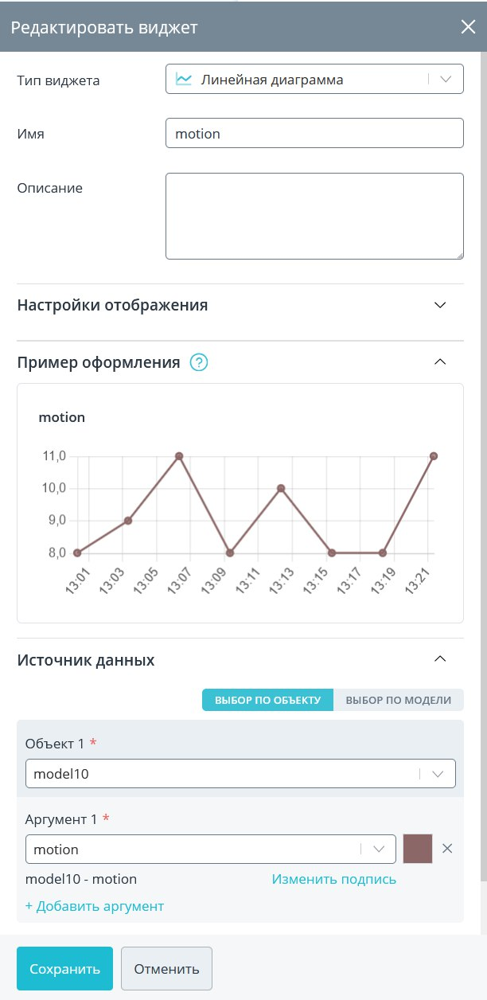 Редактировать виджет
Тип виджета
Линейная диаграмма
Имя
motion
Описание
Настройки отображения
Пример оформления ?
motion
11,0
10,0
9,0
8,0
13:01 13:03 13:05 13:07 13:09 13:11 13:13 13:15 13:17 13:19 13:21
Источник данных
ВЫБОР ПО ОБЪЕКТУ ВЫБОР ПО МОДЕЛИ
Объект 1 *
model10
Аргумент 1 *
motion
model10 - motion Изменить подпись
+ Добавить аргумент
Сохранить Отменить